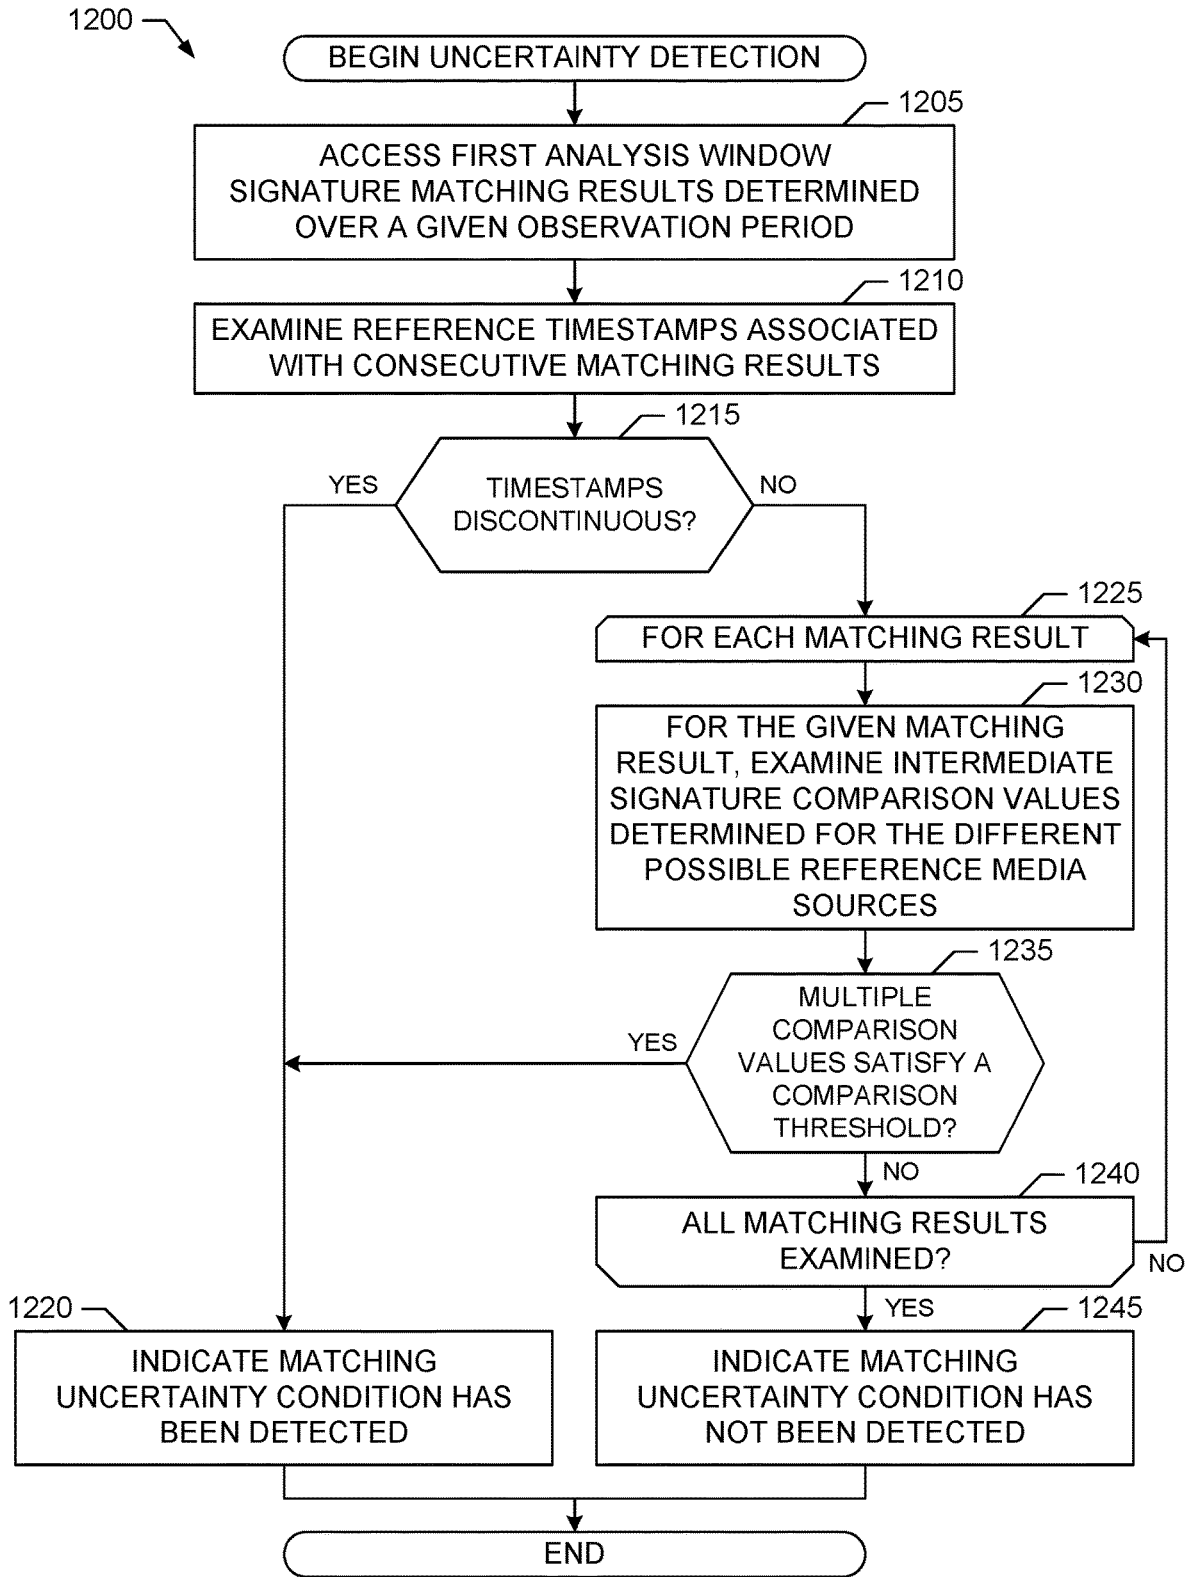 1200
BEGIN UNCERTAINTY DETECTION
1205
ACCESS FIRST ANALYSIS WINDOW
SIGNATURE MATCHING RESULTS DETERMINED
OVER A GIVEN OBSERVATION PERIOD
1210
EXAMINE REFERENCE TIMESTAMPS ASSOCIATED
WITH CONSECUTIVE MATCHING RESULTS
1215
YES
TIMESTAMPS
DISCONTINUOUS?
NO
1225
FOR EACH MATCHING RESULT
1230
FOR THE GIVEN MATCHING
RESULT, EXAMINE INTERMEDIATE
SIGNATURE COMPARISON VALUES
DETERMINED FOR THE DIFFERENT
POSSIBLE REFERENCE MEDIA
SOURCES
1235
YES
MULTIPLE
COMPARISON
VALUES SATISFY A
COMPARISON
THRESHOLD?
NO
1240
ALL MATCHING RESULTS
EXAMINED?
NO
YES
1220
INDICATE MATCHING
UNCERTAINTY CONDITION HAS
BEEN DETECTED
1245
INDICATE MATCHING
UNCERTAINTY CONDITION HAS
NOT BEEN DETECTED
END